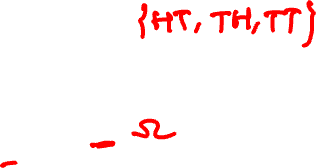 {HT, TH, TT}
- - Ω